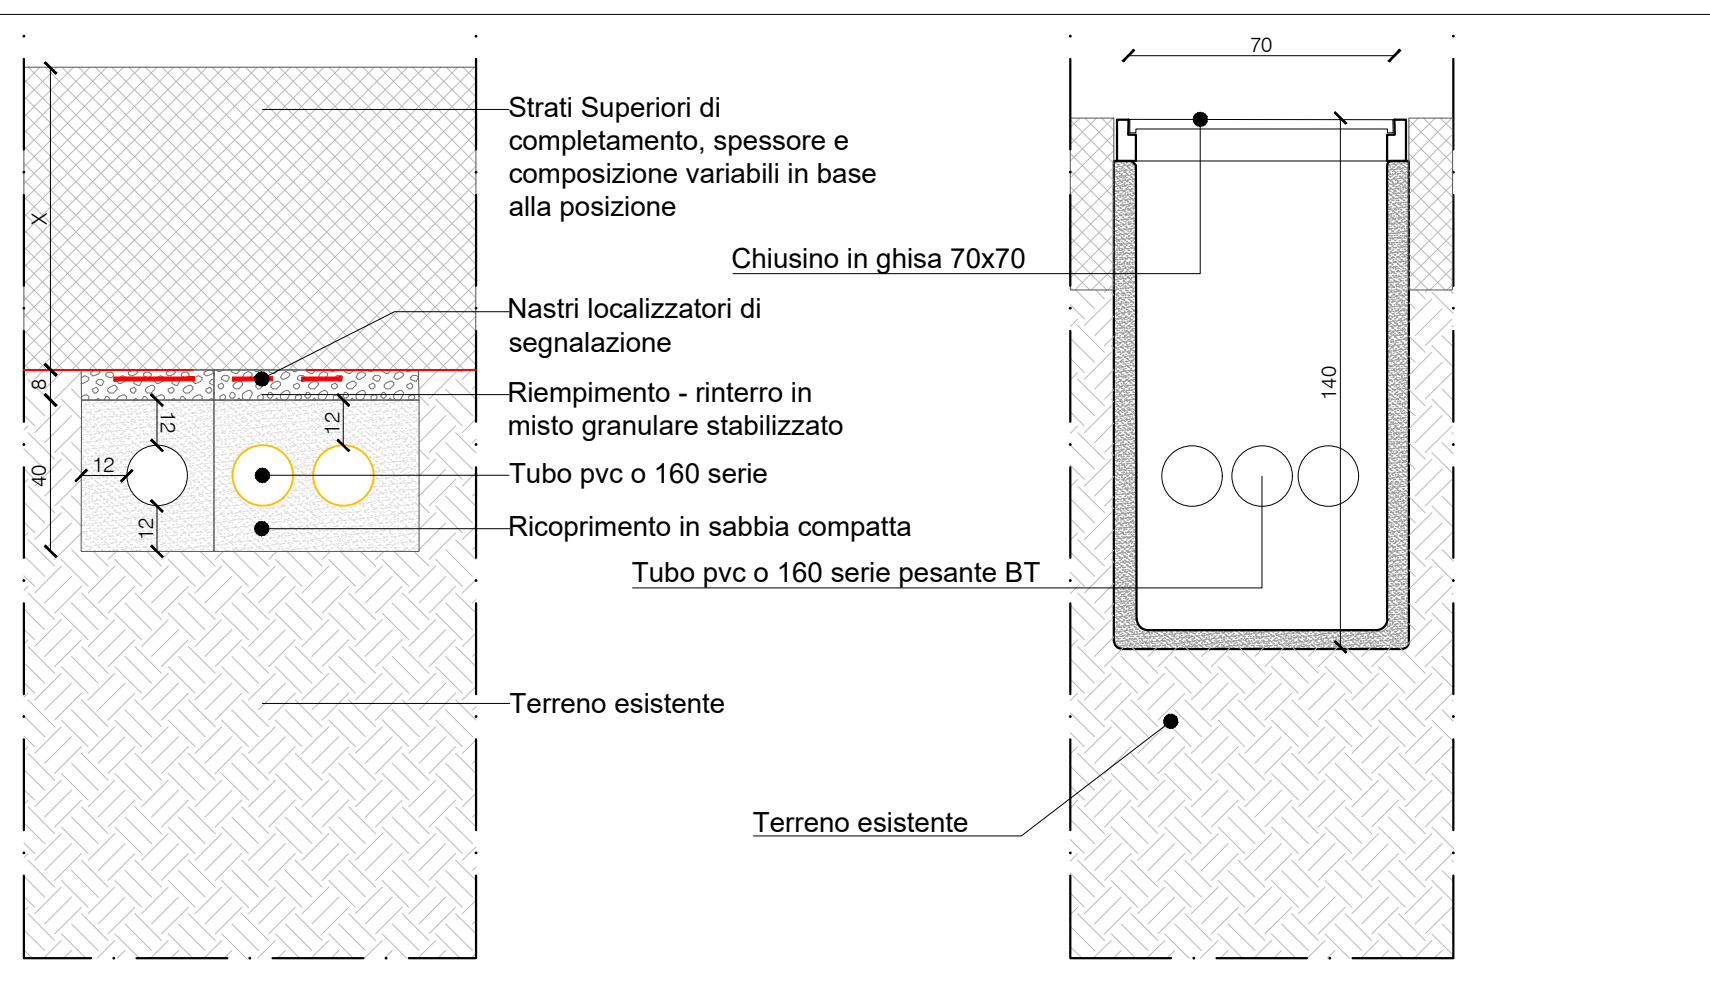 70
Strati Superiori di
completamento, spessore e
composizione variabili in base
alla posizione
X
Chiusino in ghisa 70x70
Nastri localizzatori di
segnalazione
8
140
Riempimento - rinterro in
misto granulare stabilizzato
12
12
12
40
Tubo pvc o 160 serie
12
Ricoprimento in sabbia compatta
Tubo pvc o 160 serie pesante BT
Terreno esistente
Terreno esistente